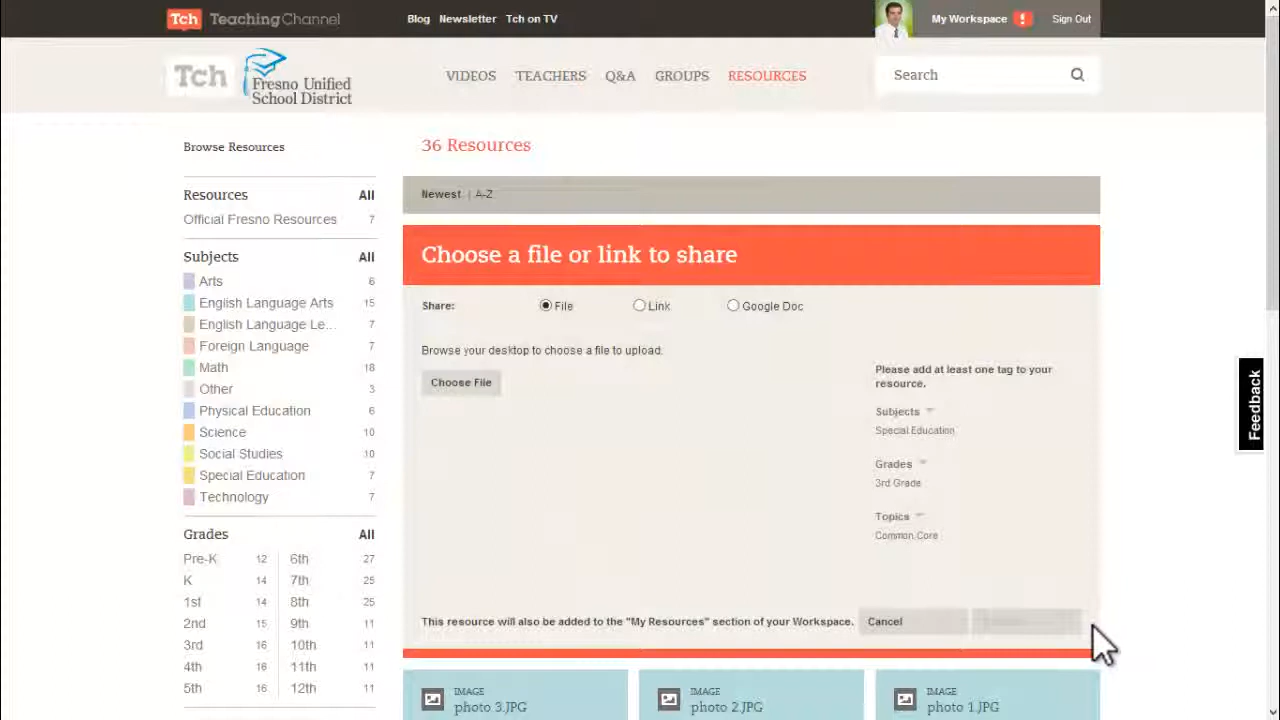 Tch TeachingChannel
Blog Newsletter Tch on TV
My Workspace ! Sign Out
Tch Fresno Unified School District
VIDEOS TEACHERS Q&A GROUPS RESOURCES
Search
Browse Resources
Resources All
Official Fresno Resources 7
Subjects All
Arts 6
English Language Arts 15
English Language Le... 7
Foreign Language 7
Math 18
Other 3
Physical Education 6
Science 10
Social Studies 10
Special Education 7
Technology 7
Grades All
Pre-K 12 6th 27
K 14 7th 25
1st 14 8th 25
2nd 15 9th 11
3rd 16 10th 11
4th 16 11th 11
5th 16 12th 11
36 Resources
Newest | A-Z
Choose a file or link to share
Share: File Link Google Doc
Browse your desktop to choose a file to upload.
Choose File
Please add at least one tag to your
resource.
Subjects
Special Education
Grades
3rd Grade
Topics
Common Core
This resource will also be added to the "My Resources" section of your Workspace. Cancel
IMAGE
photo 3.JPG
IMAGE
photo 2.JPG
IMAGE
photo 1.JPG
Feedback